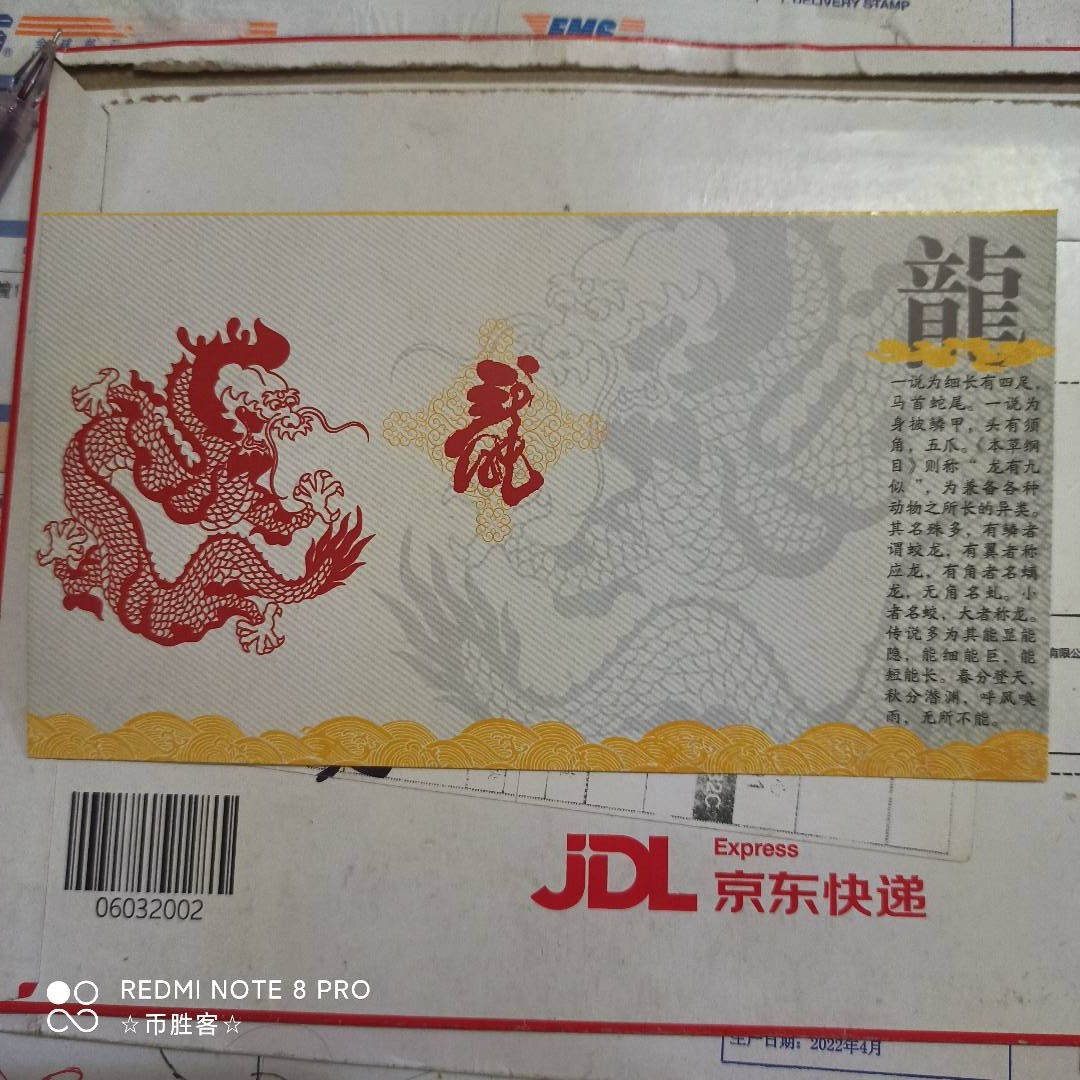 DELIVERY STAMP
EMS
龍
龍
一说为细长有四足，
马首蛇尾。一说为
身披鳞甲，头有须
角，五爪。《本草纲
目》则称“龙有九
似”，为兼备各种
动物之所长的异类。
其名殊多，有鳞者
谓蛟龙，有翼者称
应龙，有角者名螭
龙，无角名虬。小
者名蛟，大者称龙。
传说多为其能显能
隐，能细能巨，能
短能长。春分登天，
秋分潜渊，呼风唤
雨，无所不能。
有限公
06032002
JDL Express
京东快递
REDMI NOTE 8 PRO
☆币胜客☆
生产日期：2022年4月